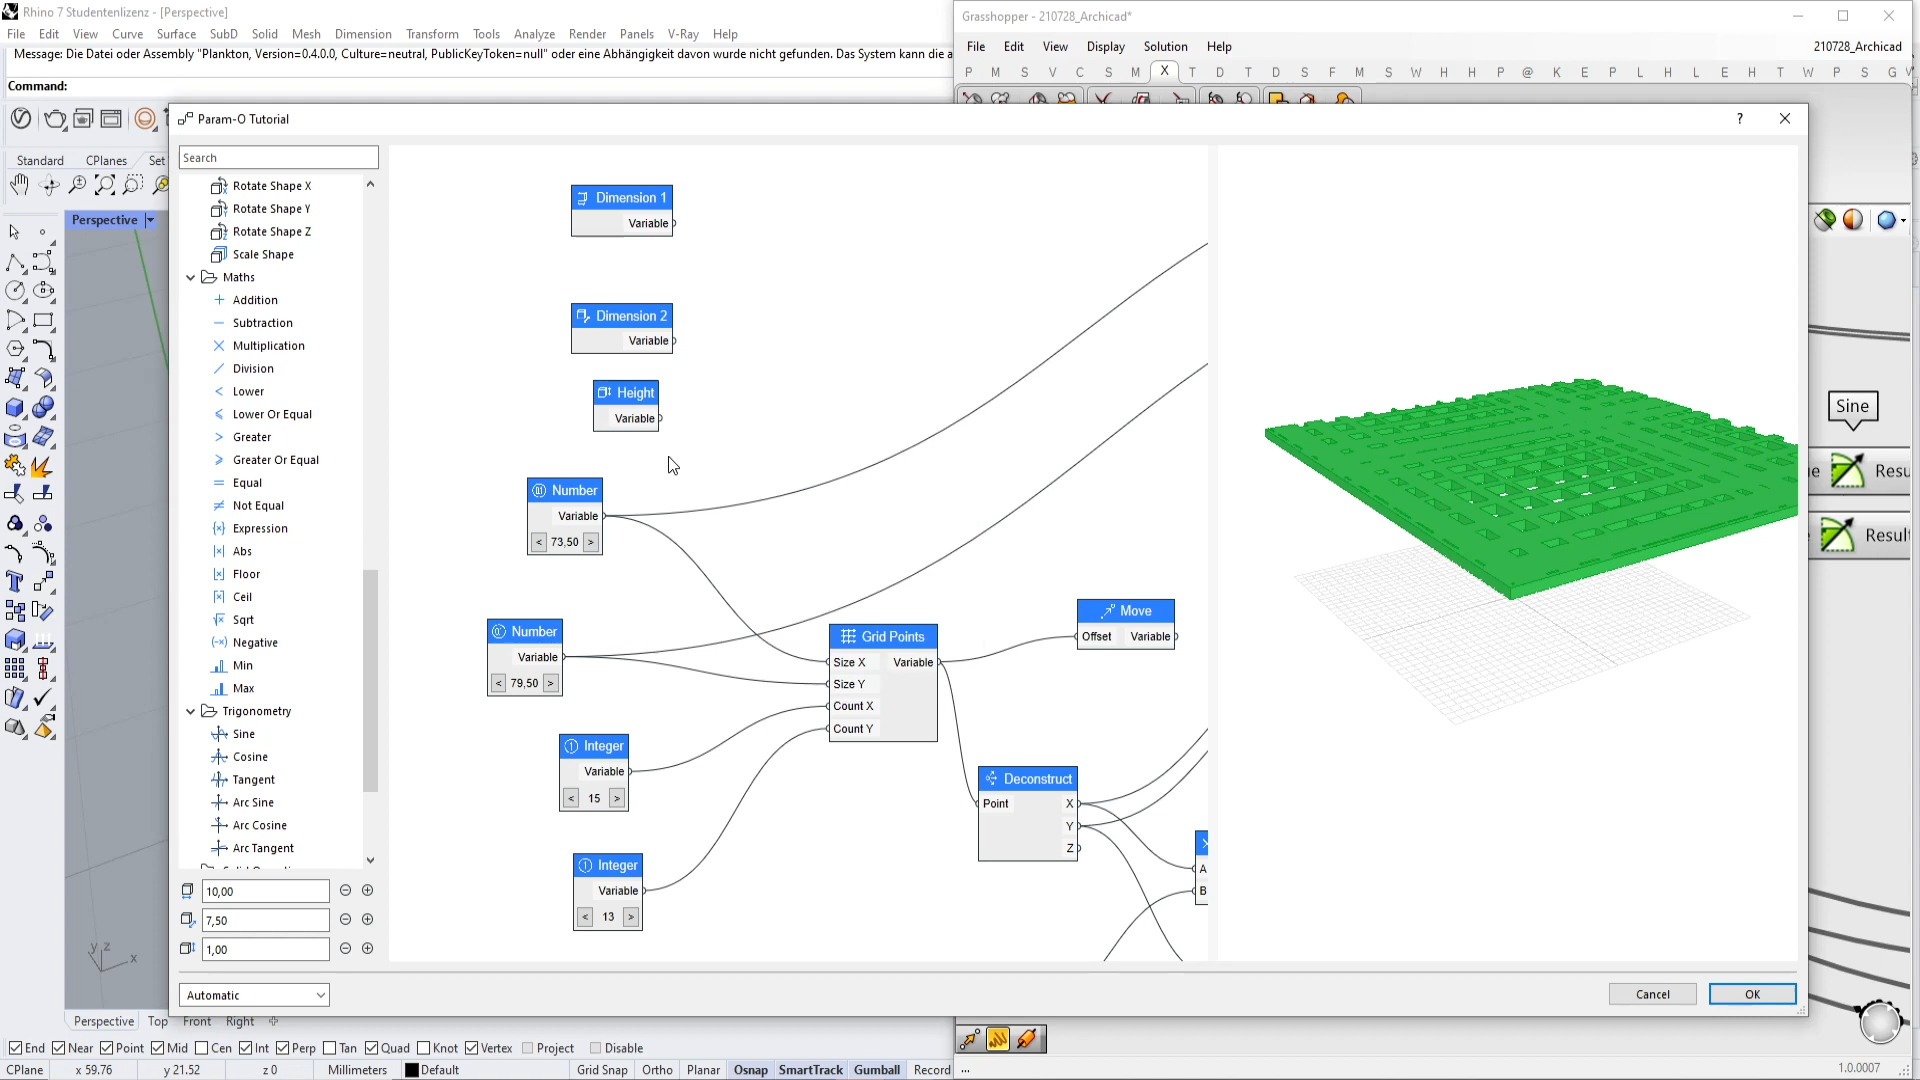 Rhino 7 Studentenlizenz - [Perspective]
File Edit View Curve Surface SubD Solid Mesh Dimension Transform Tools Analyze Render Panels V-Ray Help
Message: Die Datei oder Assembly "Plankton, Version=0.4.0.0, Culture=neutral, PublicKeyToken=null" oder eine Abhängigkeit davon wurde nicht gefunden. Das System kann die a
Command:
Grasshopper - 210728_Archicad*
File Edit View Display Solution Help
210728_Archicad
P M S V C S M X T D T D S F M S W H H P @ K E P L H L E H T W P S G V
Param-O Tutorial
?
Standard CPlanes Set
Perspective
Search
Rotate Shape X
Rotate Shape Y
Rotate Shape Z
Scale Shape
Maths
Addition
Subtraction
Multiplication
Division
Lower
Lower Or Equal
Greater
Greater Or Equal
Equal
Not Equal
Expression
Abs
Floor
Ceil
Sqrt
Negative
Min
Max
Trigonometry
Sine
Cosine
Tangent
Arc Sine
Arc Cosine
Arc Tangent
10,00
7,50
1,00
Automatic
Dimension 1
Variable
Dimension 2
Variable
Height
Variable
Number
Variable
< 73,50 >
Number
Variable
< 79,50 >
Integer
Variable
< 15 >
Integer
Variable
< 13 >
Grid Points
Size X Variable
Size Y
Count X
Count Y
Move
Offset Variable
Deconstruct
Point X
Y
Z
A
B
Sine
e Resu
Result
Cancel
OK
y z x
Perspective Top Front Right
End Near Point Mid Cen Int Perp Tan Quad Knot Vertex Project Disable
CPlane x 59.76 y 21.52 z 0 Millimeters Default Grid Snap Ortho Planar Osnap SmartTrack Gumball Record
...
1.0.0007